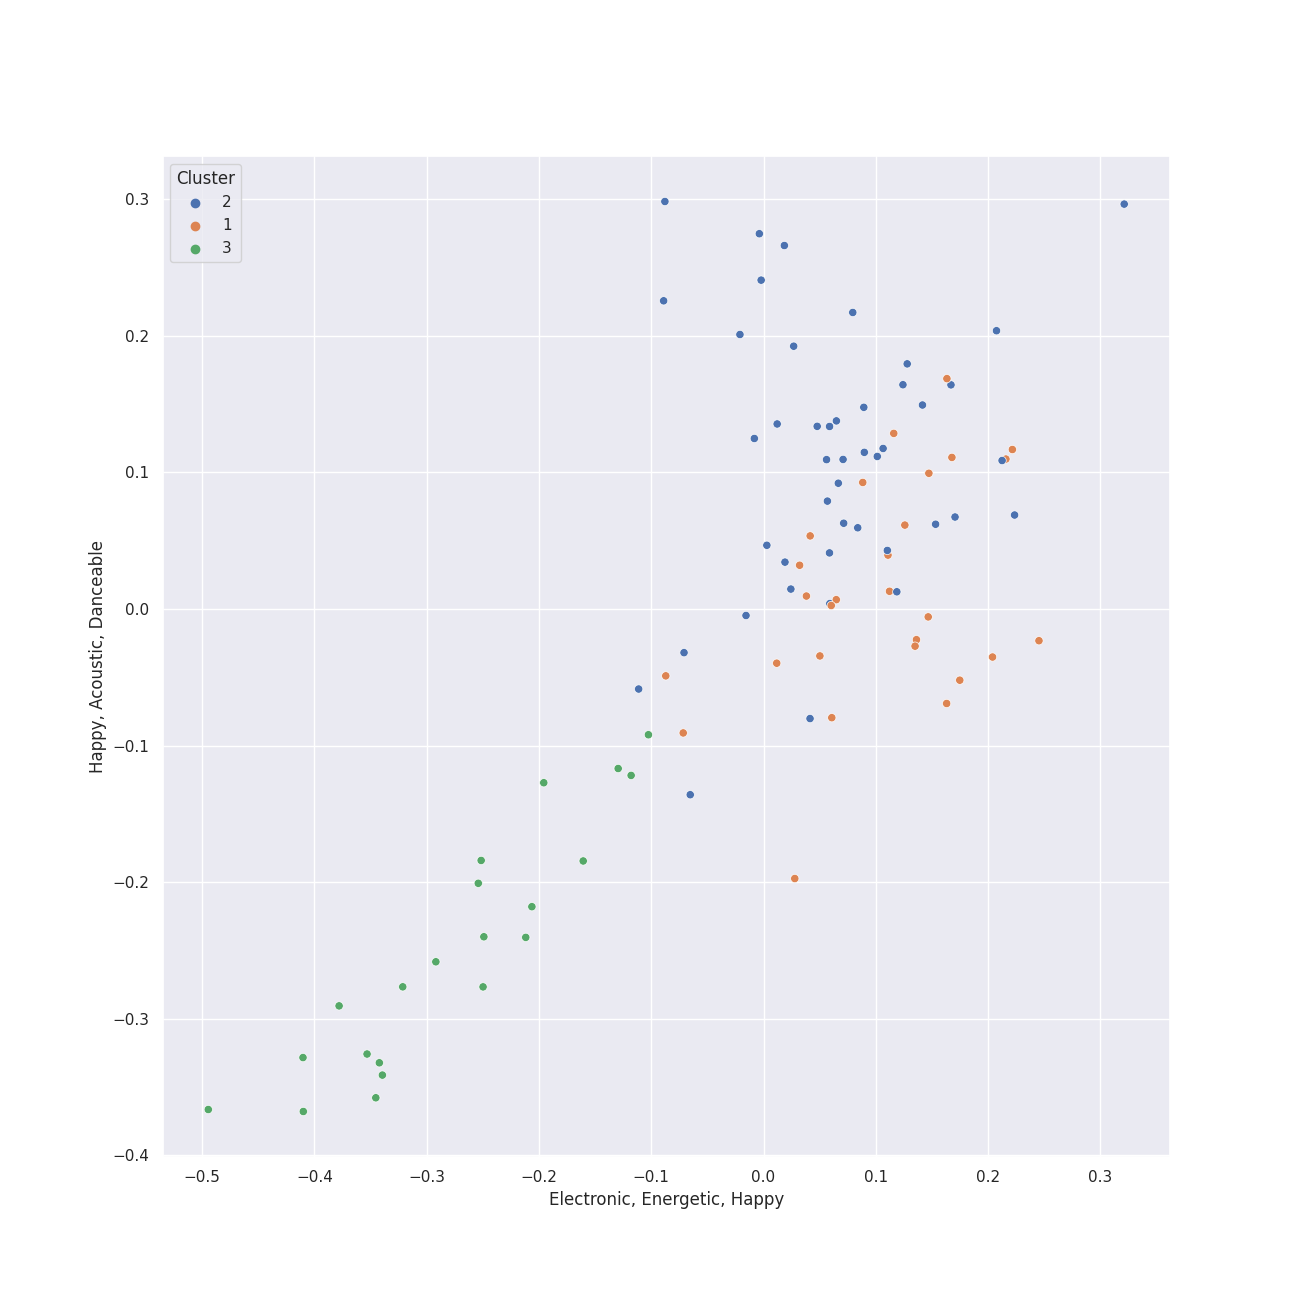 Cluster
2
1
3
0.3
0.2
0.1
0.0
−0.1
−0.2
−0.3
−0.4
Happy, Acoustic, Danceable
−0.5 −0.4 −0.3 −0.2 −0.1 0.0 0.1 0.2 0.3
Electronic, Energetic, Happy